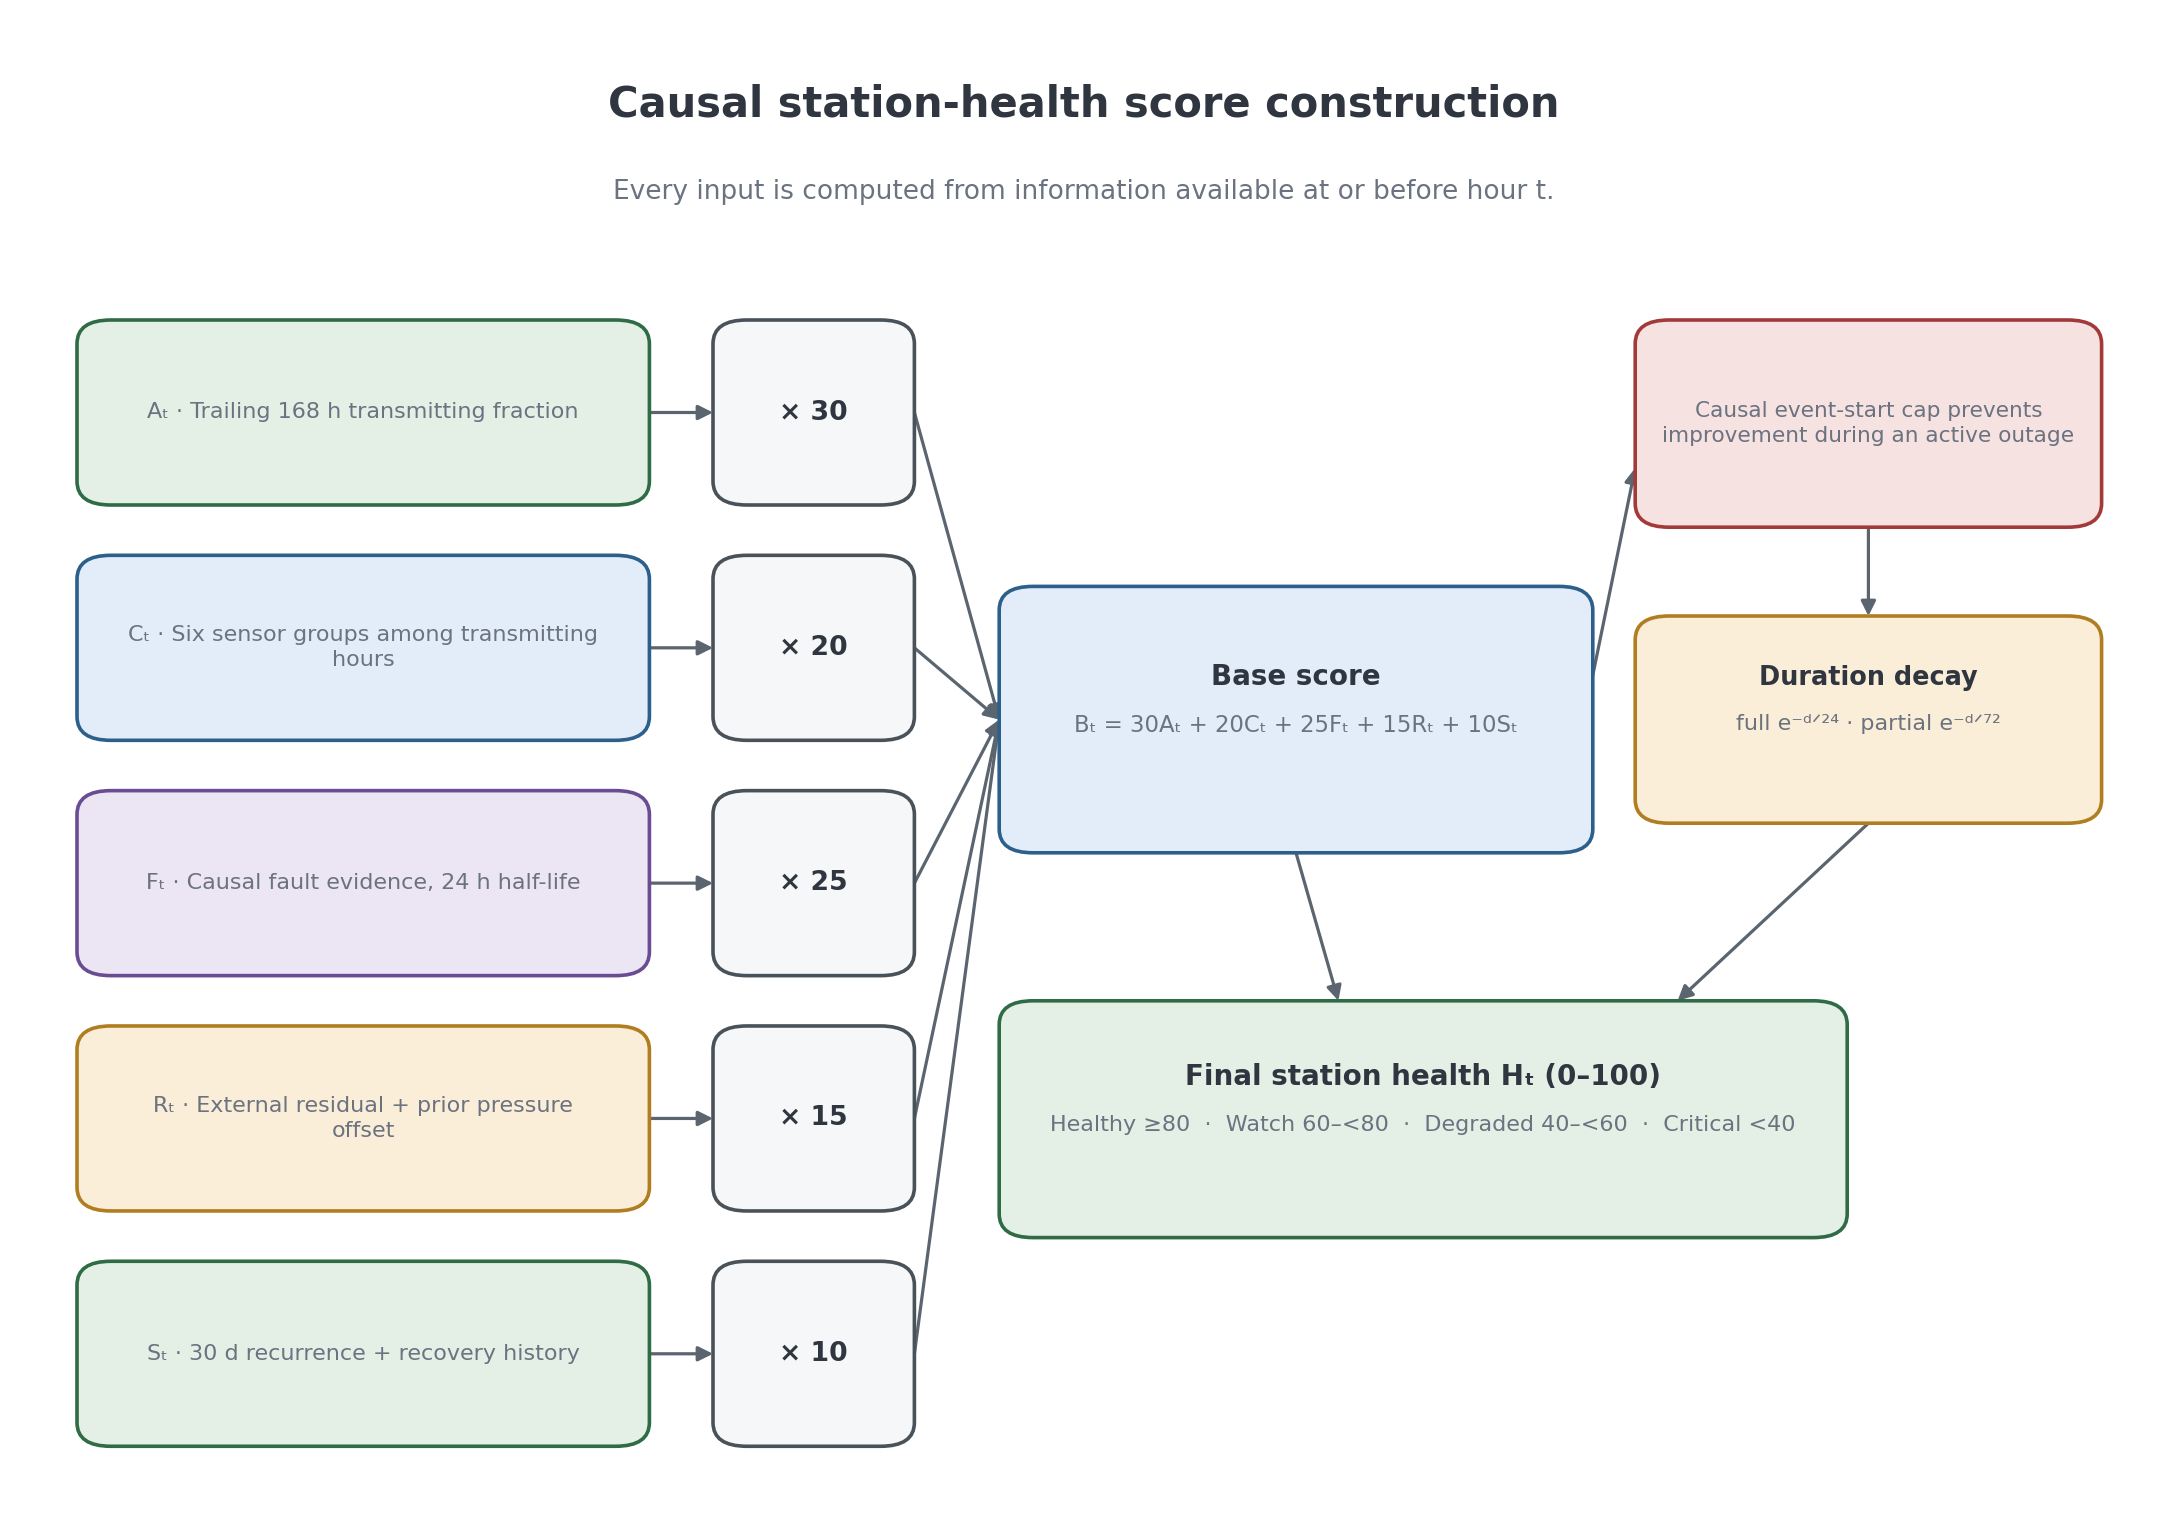 Causal station-health score construction
Every input is computed from information available at or before hour t.
Aₜ · Trailing 168 h transmitting fraction
× 30
Cₜ · Six sensor groups among transmitting
hours
× 20
Fₜ · Causal fault evidence, 24 h half-life
× 25
Rₜ · External residual + prior pressure
offset
× 15
Sₜ · 30 d recurrence + recovery history
× 10
Base score
Bₜ = 30Aₜ + 20Cₜ + 25Fₜ + 15Rₜ + 10Sₜ
Causal event-start cap prevents
improvement during an active outage
Duration decay
full e⁻ᵈᐟ²⁴ · partial e⁻ᵈᐟ⁷²
Final station health Hₜ (0–100)
Healthy ≥80 · Watch 60–<80 · Degraded 40–<60 · Critical <40